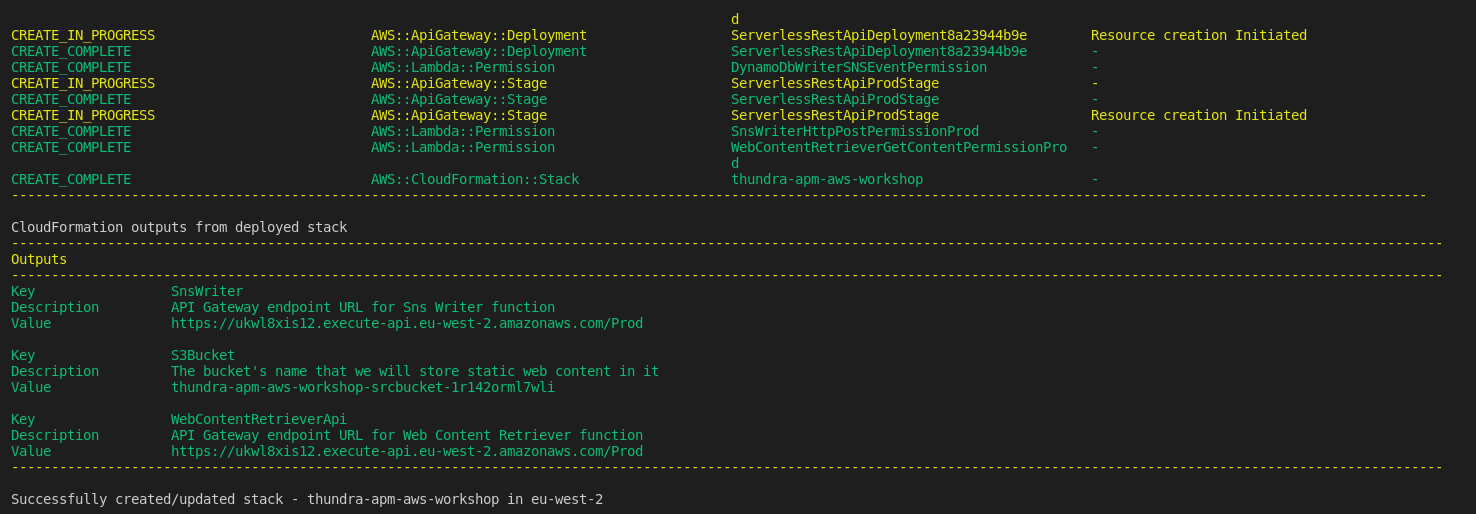 d
CREATE_IN_PROGRESS AWS::ApiGateway::Deployment ServerlessRestApiDeployment8a23944b9e Resource creation Initiated
CREATE_COMPLETE AWS::ApiGateway::Deployment ServerlessRestApiDeployment8a23944b9e -
CREATE_COMPLETE AWS::Lambda::Permission DynamoDbWriterSNSEventPermission -
CREATE_IN_PROGRESS AWS::ApiGateway::Stage ServerlessRestApiProdStage -
CREATE_COMPLETE AWS::ApiGateway::Stage ServerlessRestApiProdStage -
CREATE_IN_PROGRESS AWS::ApiGateway::Stage ServerlessRestApiProdStage Resource creation Initiated
CREATE_COMPLETE AWS::Lambda::Permission SnsWriterHttpPostPermissionProd -
CREATE_COMPLETE AWS::Lambda::Permission WebContentRetrieverGetContentPermissionPro -
d
CREATE_COMPLETE AWS::CloudFormation::Stack thundra-apm-aws-workshop -
---------------------------------------------------------------------------------------------------------------------------------------------------------------------------------
CloudFormation outputs from deployed stack
-----------------------------------------------------------------------------------------------------------------------------------------------------------------------------------
Outputs
-----------------------------------------------------------------------------------------------------------------------------------------------------------------------------------
Key SnsWriter
Description API Gateway endpoint URL for Sns Writer function
Value https://ukwl8xis12.execute-api.eu-west-2.amazonaws.com/Prod
Key S3Bucket
Description The bucket's name that we will store static web content in it
Value thundra-apm-aws-workshop-srcbucket-1r142orml7wli
Key WebContentRetrieverApi
Description API Gateway endpoint URL for Web Content Retriever function
Value https://ukwl8xis12.execute-api.eu-west-2.amazonaws.com/Prod
-----------------------------------------------------------------------------------------------------------------------------------------------------------------------------------
Successfully created/updated stack - thundra-apm-aws-workshop in eu-west-2